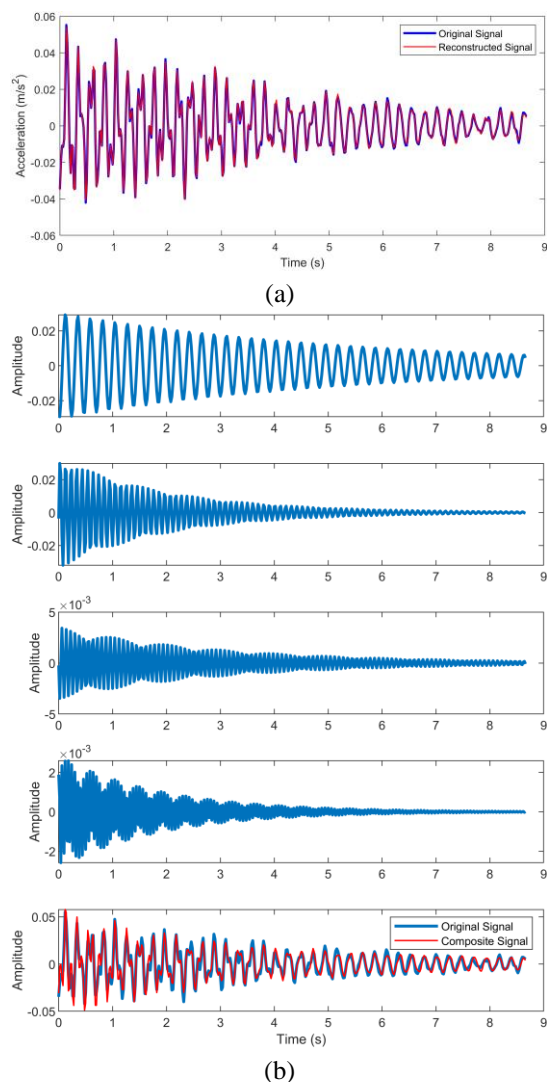 0.06
Original Signal
Reconstructed Signal
0.04
0.02
0
-0.02
-0.04
-0.06
Acceleration (m/s²)
0 1 2 3 4 5 6 7 8 9
Time (s)
(a)
0.02
0
-0.02
Amplitude
0 1 2 3 4 5 6 7 8 9
0.02
0
-0.02
Amplitude
0 1 2 3 4 5 6 7 8 9
×10⁻³
5
0
-5
Amplitude
0 1 2 3 4 5 6 7 8 9
×10⁻³
2
0
-2
Amplitude
0 1 2 3 4 5 6 7 8 9
0.05
Original Signal
Composite Signal
0
-0.05
Amplitude
0 1 2 3 4 5 6 7 8 9
Time (s)
(b)